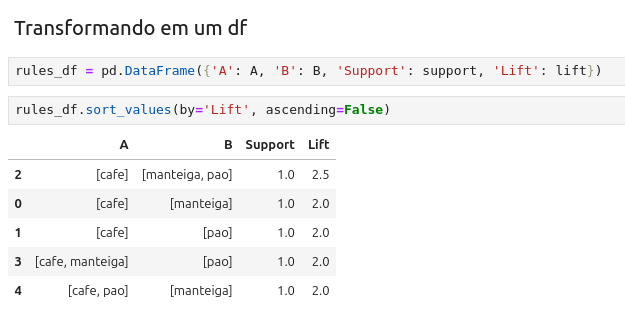 Transformando em um df
rules_df = pd.DataFrame({'A': A, 'B': B, 'Support': support, 'Lift': lift})
rules_df.sort_values(by='Lift', ascending=False)
A B Support Lift
2 [cafe] [manteiga, pao] 1.0 2.5
0 [cafe] [manteiga] 1.0 2.0
1 [cafe] [pao] 1.0 2.0
3 [cafe, manteiga] [pao] 1.0 2.0
4 [cafe, pao] [manteiga] 1.0 2.0